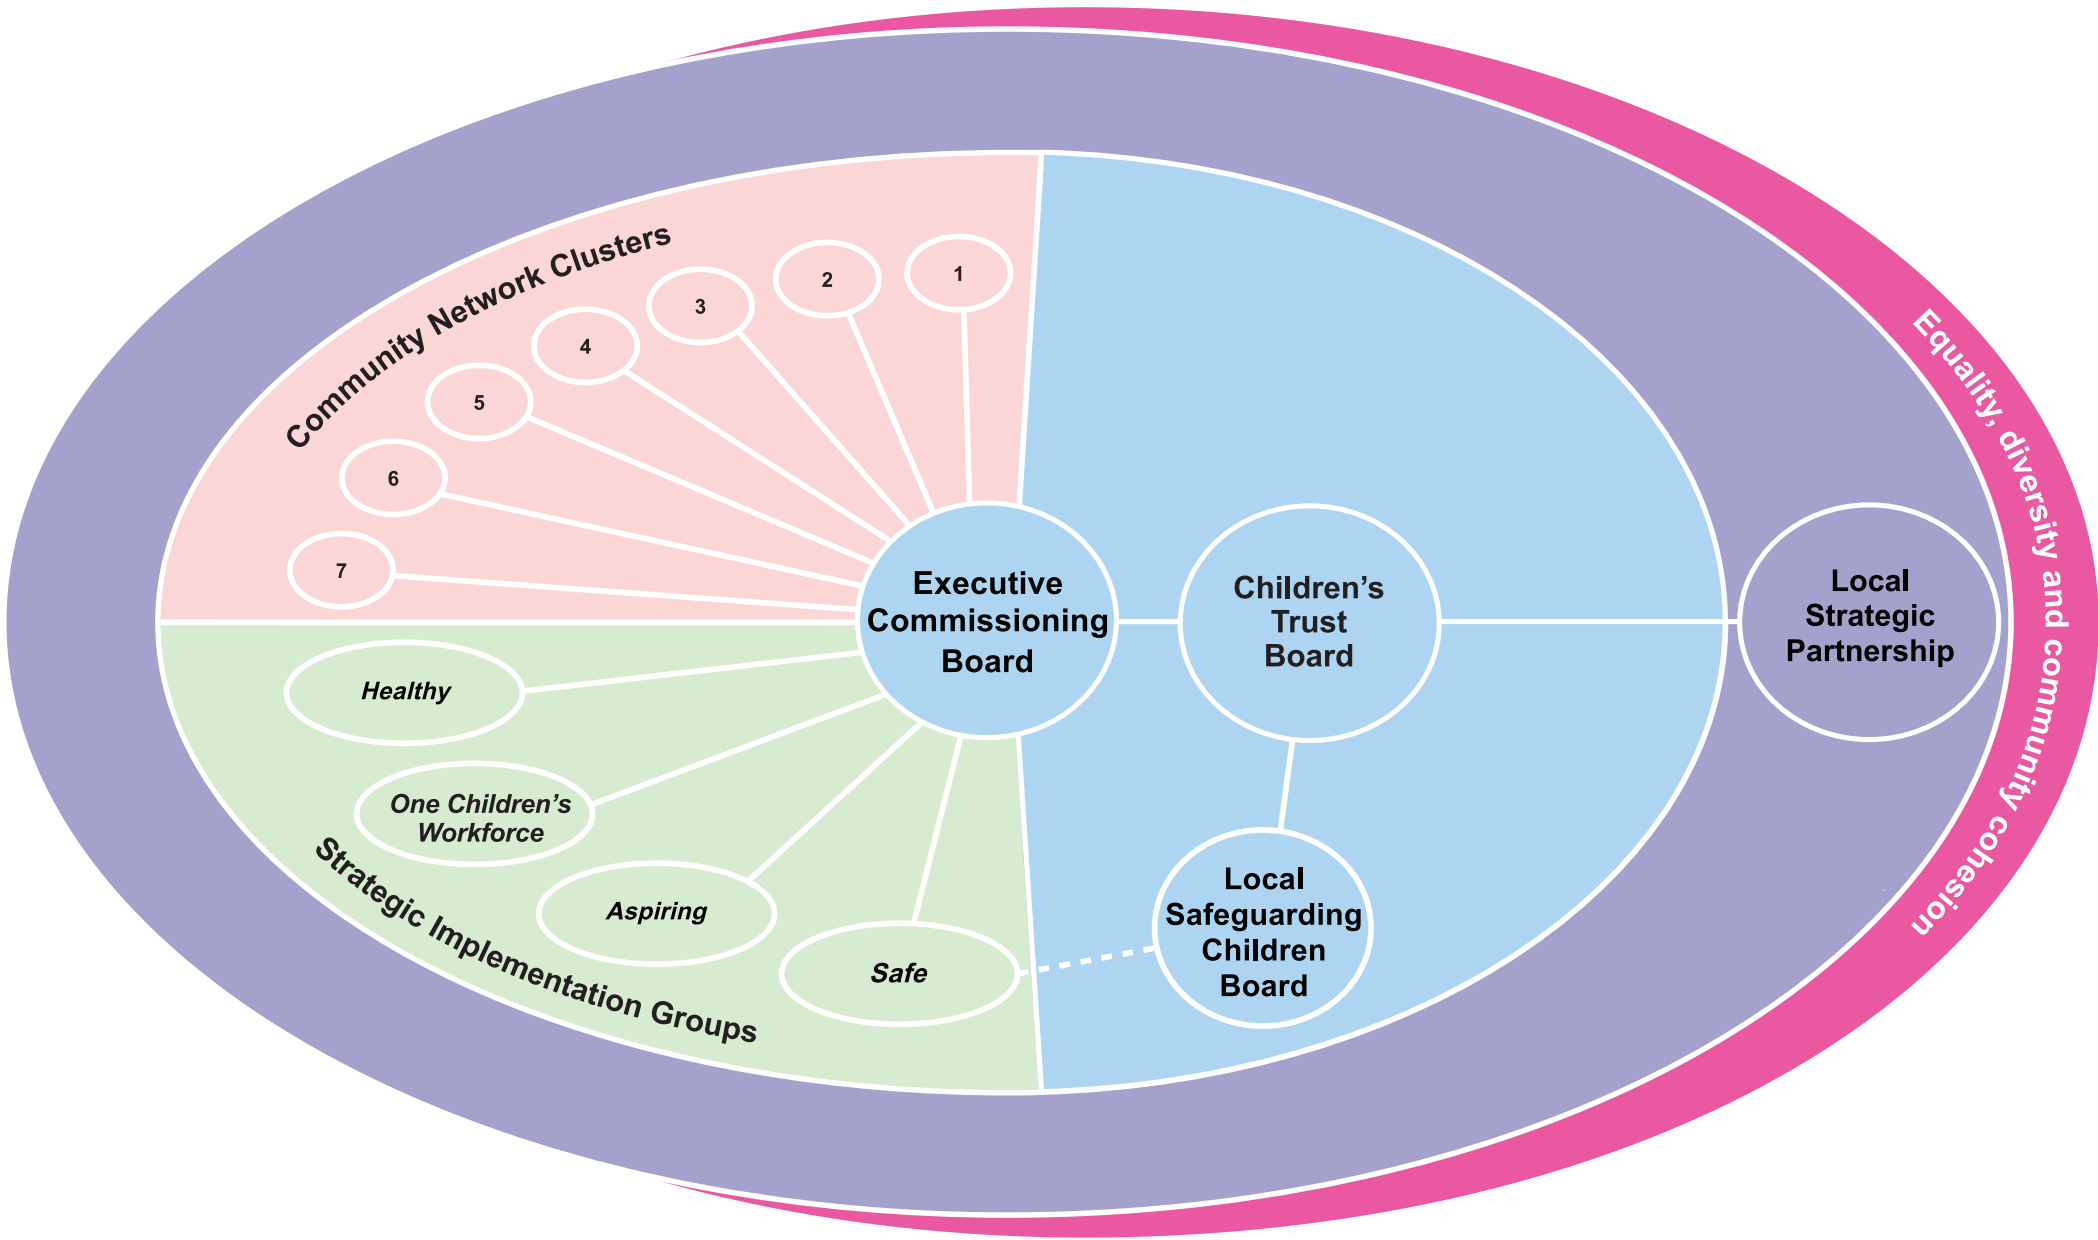 Community Network Clusters
1
2
3
4
5
6
7
Executive
Commissioning
Board
Children’s
Trust
Board
Local
Strategic
Partnership
Equality, diversity and community cohesion
Healthy
One Children’s
Workforce
Aspiring
Safe
Strategic Implementation Groups
Local
Safeguarding
Children
Board